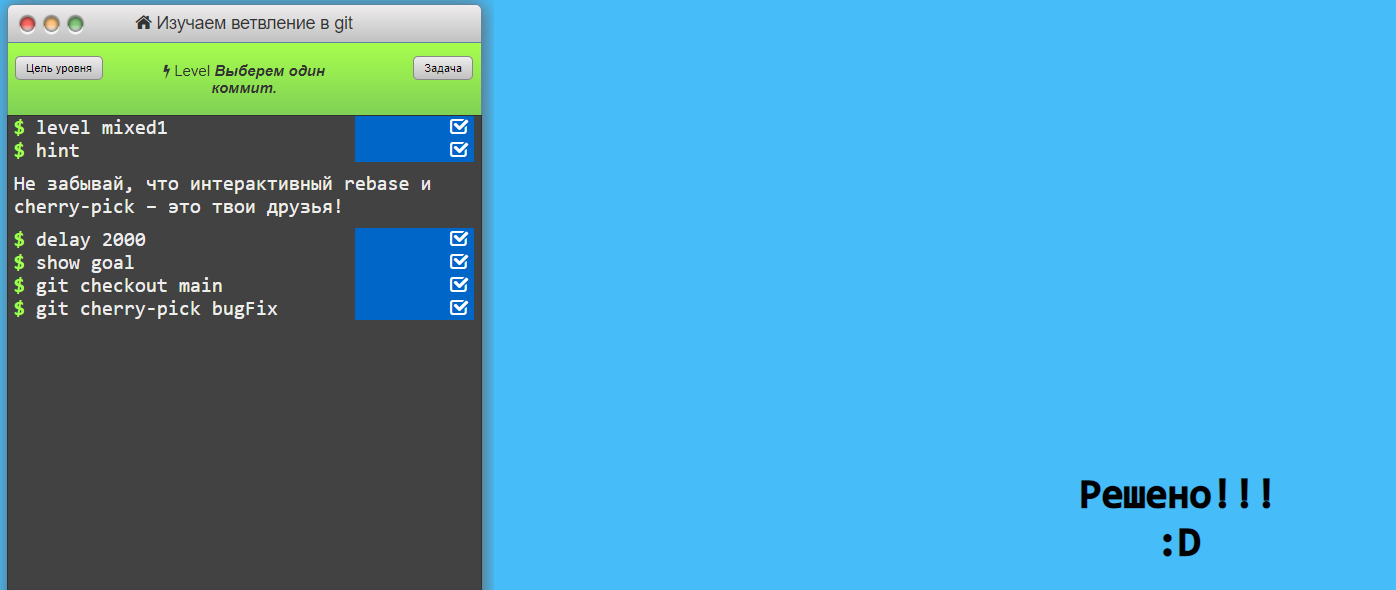 Изучаем ветвление в git
Цель уровня
Level Выберем один
коммит.
Задача
$ level mixed1
$ hint
Не забывай, что интерактивный rebase и
cherry-pick – это твои друзья!
$ delay 2000
$ show goal
$ git checkout main
$ git cherry-pick bugFix
Решено!!!
:D